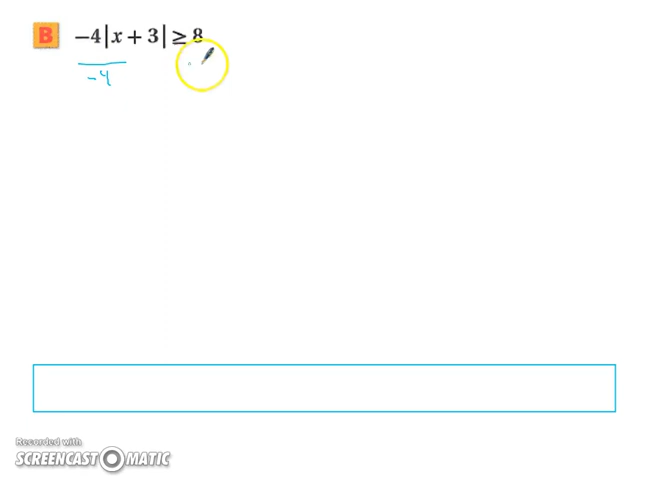 B −4|x + 3| ≥ 8
−4
Recorded with
SCREENCAST-O-MATIC